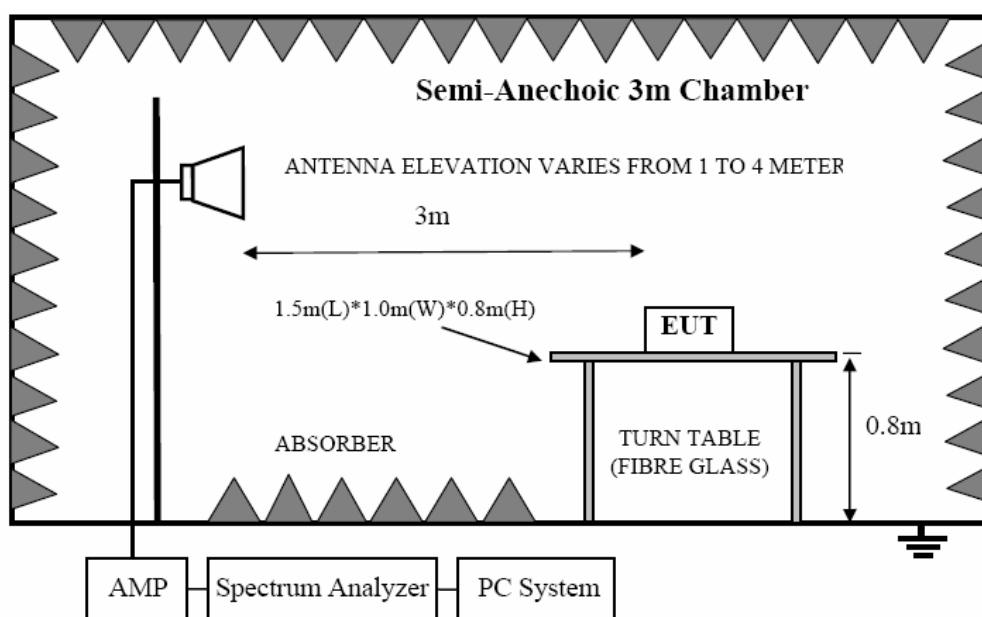 Semi-Anechoic 3m Chamber
ANTENNA ELEVATION VARIES FROM 1 TO 4 METER
3m
1.5m(L)*1.0m(W)*0.8m(H)
EUT
0.8m
ABSORBER
TURN TABLE
(FIBRE GLASS)
AMP
Spectrum Analyzer
PC System